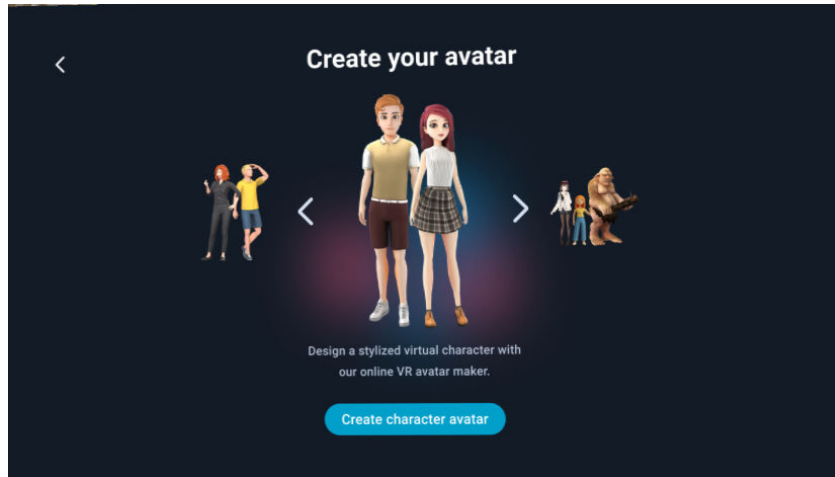 Create your avatar
Design a stylized virtual character with
our online VR avatar maker.
Create character avatar